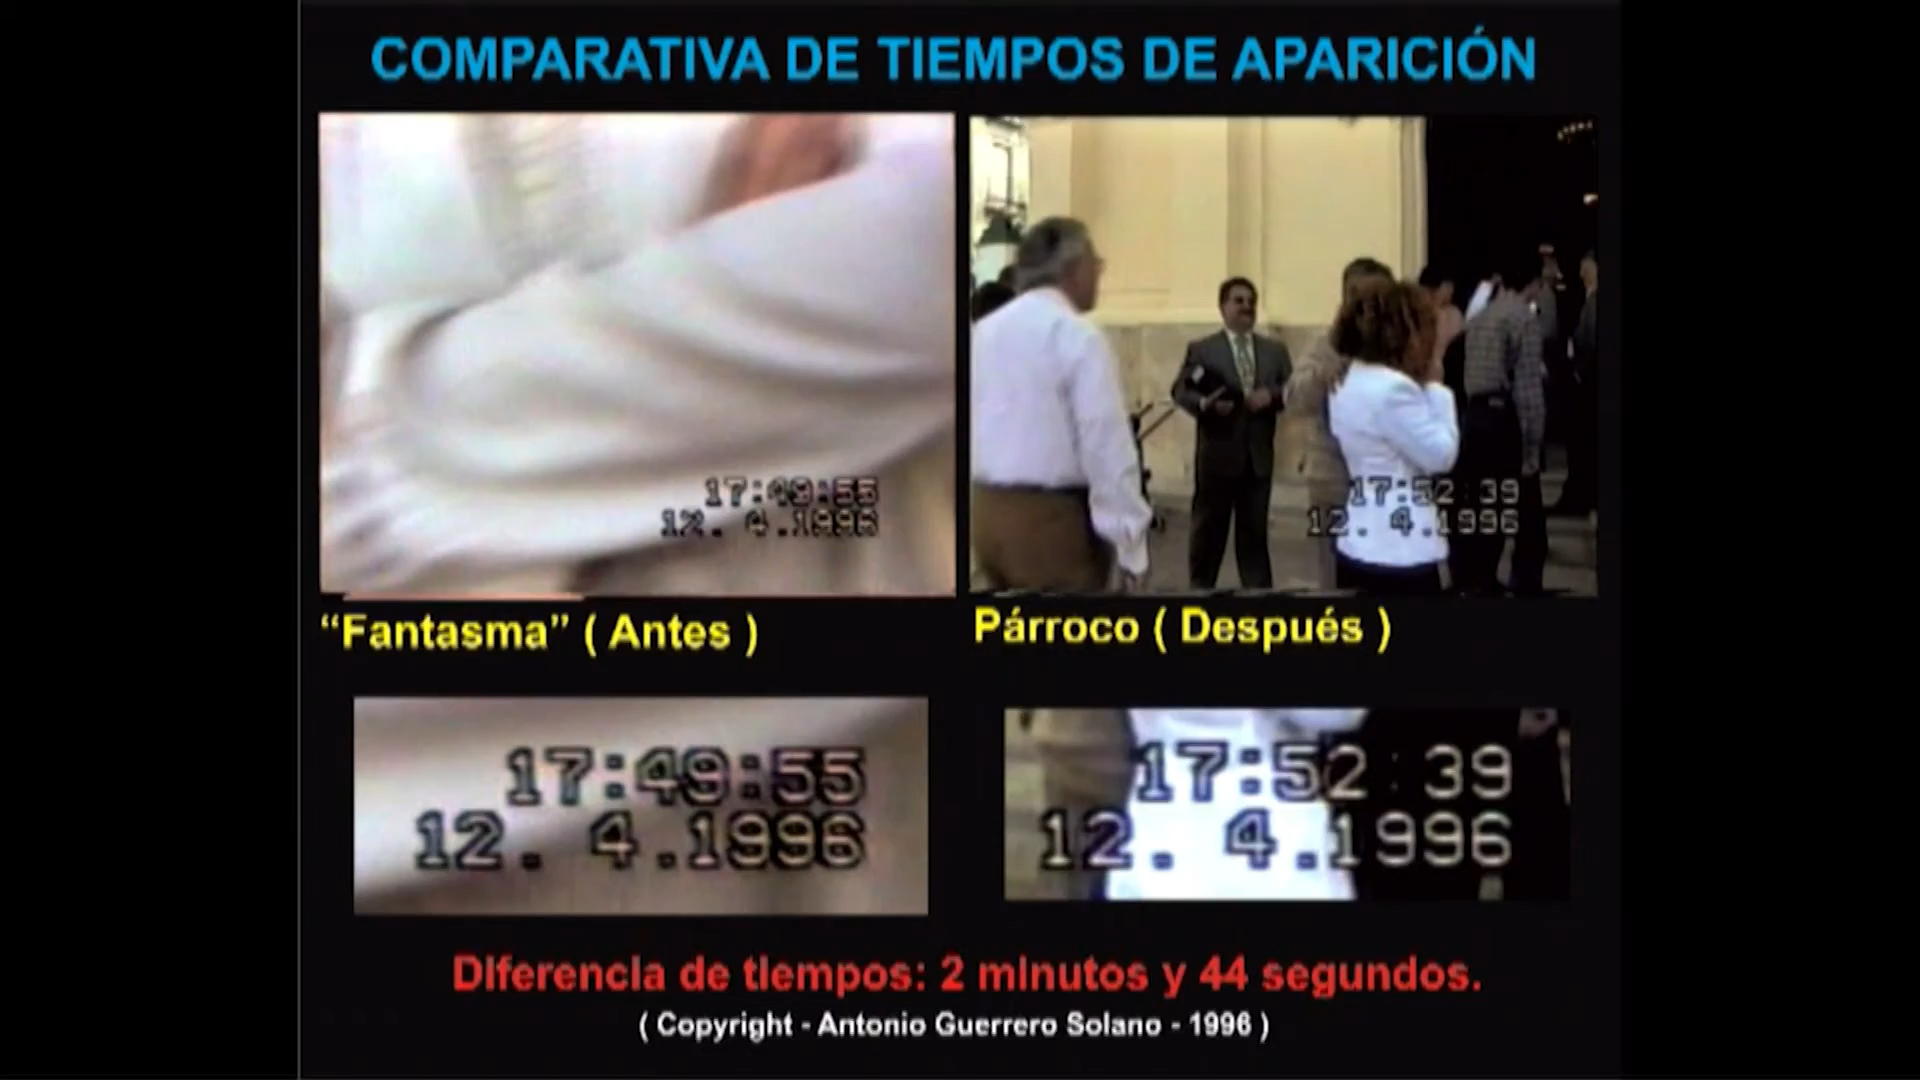 COMPARATIVA DE TIEMPOS DE APARICIÓN
17:49:55
12. 4.1996
17:52:39
12. 4.1996
“Fantasma” ( Antes )
Párroco ( Después )
17:49:55
12. 4.1996
17:52:39
12. 4.1996
Diferencia de tiempos: 2 minutos y 44 segundos.
( Copyright - Antonio Guerrero Solano - 1996 )